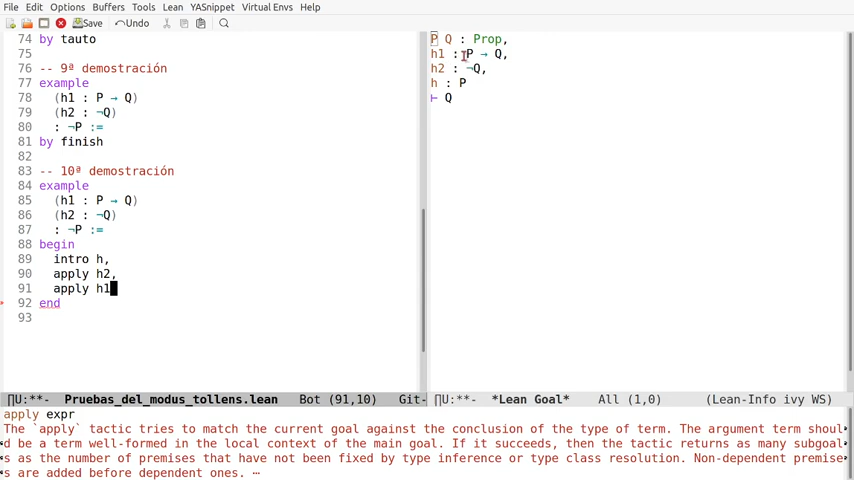 File Edit Options Buffers Tools Lean YASnippet Virtual Envs Help
Save Undo
74 by tauto
75
76 -- 9ª demostración
77 example
78 (h1 : P → Q)
79 (h2 : ¬Q)
80 : ¬P :=
81 by finish
82
83 -- 10ª demostración
84 example
85 (h1 : P → Q)
86 (h2 : ¬Q)
87 : ¬P :=
88 begin
89 intro h,
90 apply h2,
91 apply h1
92 end
93
P Q : Prop,
h1 : P → Q,
h2 : ¬Q,
h : P
⊢ Q
∏U:**- Pruebas_del_modus_tollens.lean Bot (91,10) Git-
∏U:**- *Lean Goal* All (1,0) (Lean-Info ivy WS)
apply expr
The `apply` tactic tries to match the current goal against the conclusion of the type of term. The argument term shoul
d be a term well-formed in the local context of the main goal. If it succeeds, then the tactic returns as many subgoal
s as the number of premises that have not been fixed by type inference or type class resolution. Non-dependent premise
s are added before dependent ones. ⋯